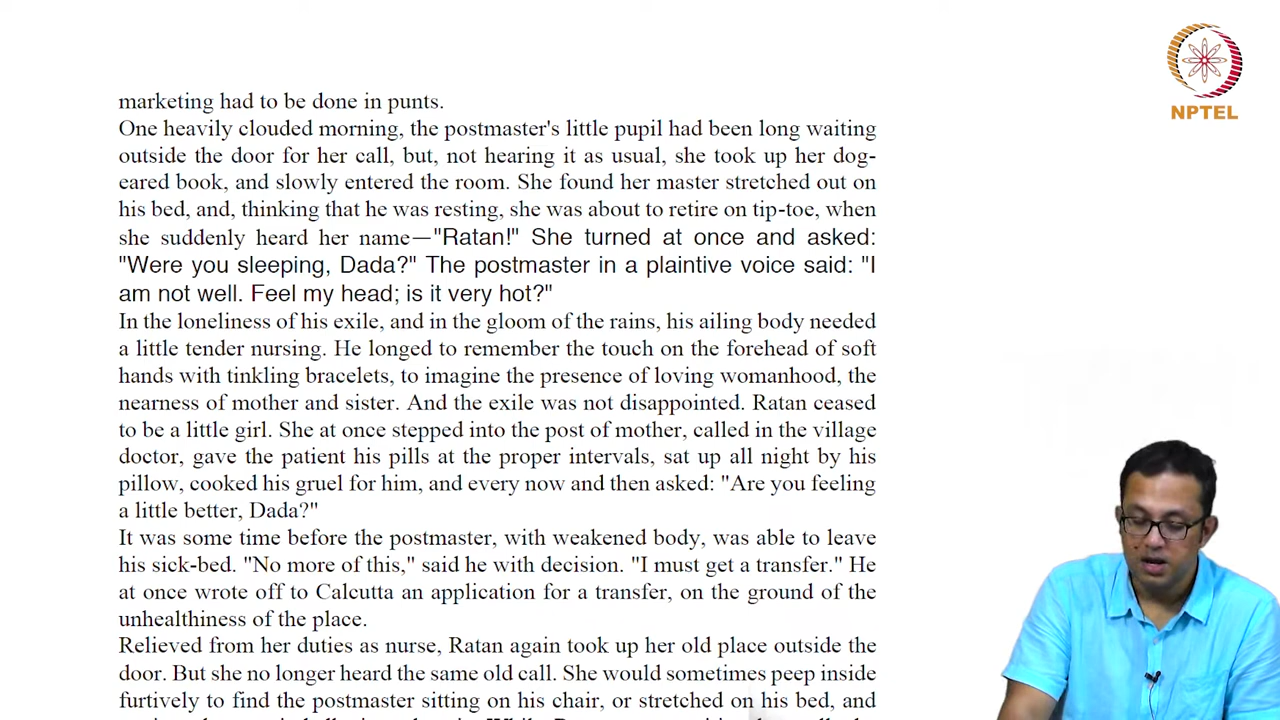 marketing had to be done in punts.
One heavily clouded morning, the postmaster's little pupil had been long waiting
outside the door for her call, but, not hearing it as usual, she took up her dog-
eared book, and slowly entered the room. She found her master stretched out on
his bed, and, thinking that he was resting, she was about to retire on tip-toe, when
she suddenly heard her name—"Ratan!" She turned at once and asked:
"Were you sleeping, Dada?" The postmaster in a plaintive voice said: "I
am not well. Feel my head; is it very hot?"
In the loneliness of his exile, and in the gloom of the rains, his ailing body needed
a little tender nursing. He longed to remember the touch on the forehead of soft
hands with tinkling bracelets, to imagine the presence of loving womanhood, the
nearness of mother and sister. And the exile was not disappointed. Ratan ceased
to be a little girl. She at once stepped into the post of mother, called in the village
doctor, gave the patient his pills at the proper intervals, sat up all night by his
pillow, cooked his gruel for him, and every now and then asked: "Are you feeling
a little better, Dada?"
It was some time before the postmaster, with weakened body, was able to leave
his sick-bed. "No more of this," said he with decision. "I must get a transfer." He
at once wrote off to Calcutta an application for a transfer, on the ground of the
unhealthiness of the place.
Relieved from her duties as nurse, Ratan again took up her old place outside the
door. But she no longer heard the same old call. She would sometimes peep inside
furtively to find the postmaster sitting on his chair, or stretched on his bed, and
NPTEL